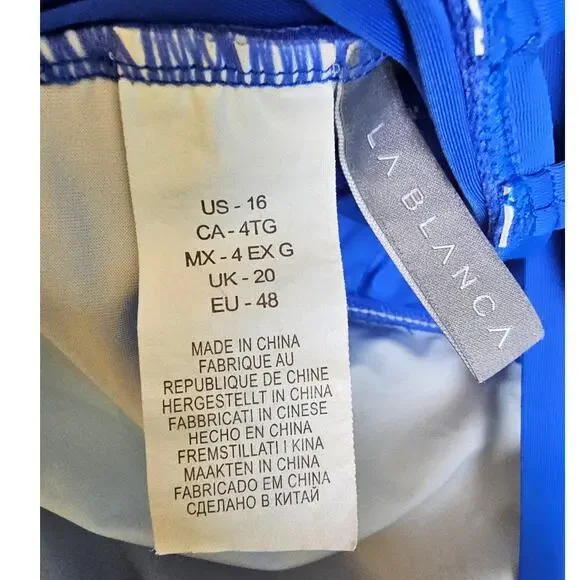 US - 16
CA - 4TG
MX - 4 EX G
UK - 20
EU - 48
MADE IN CHINA
FABRIQUE AU
REPUBLIQUE DE CHINE
HERGESTELLT IN CHINA
FABBRICATI IN CINESE
HECHO EN CHINA
FREMSTILLATI I KINA
MAAKTEN IN CHINA
FABRICADO EM CHINA
СДЕЛАНО В КИТАЙ
LA BLANCA